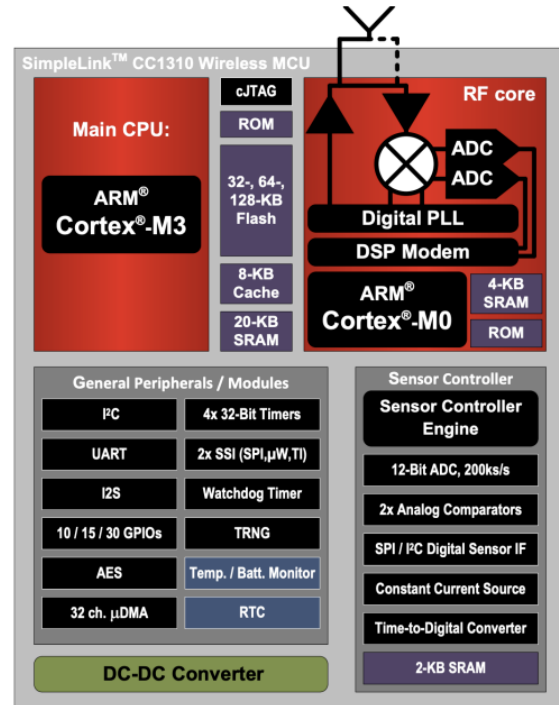 SimpleLink™ CC1310 Wireless MCU
Main CPU:
ARM®
Cortex®-M3
cJTAG
ROM
32-, 64-,
128-KB
Flash
8-KB
Cache
20-KB
SRAM
RF core
ADC
ADC
Digital PLL
DSP Modem
ARM®
Cortex®-M0
4-KB
SRAM
ROM
General Peripherals / Modules
I²C
4x 32-Bit Timers
UART
2x SSI (SPI,µW,TI)
I2S
Watchdog Timer
10 / 15 / 30 GPIOs
TRNG
AES
Temp. / Batt. Monitor
32 ch. µDMA
RTC
Sensor Controller
Sensor Controller
Engine
12-Bit ADC, 200ks/s
2x Analog Comparators
SPI / I²C Digital Sensor IF
Constant Current Source
Time-to-Digital Converter
2-KB SRAM
DC-DC Converter